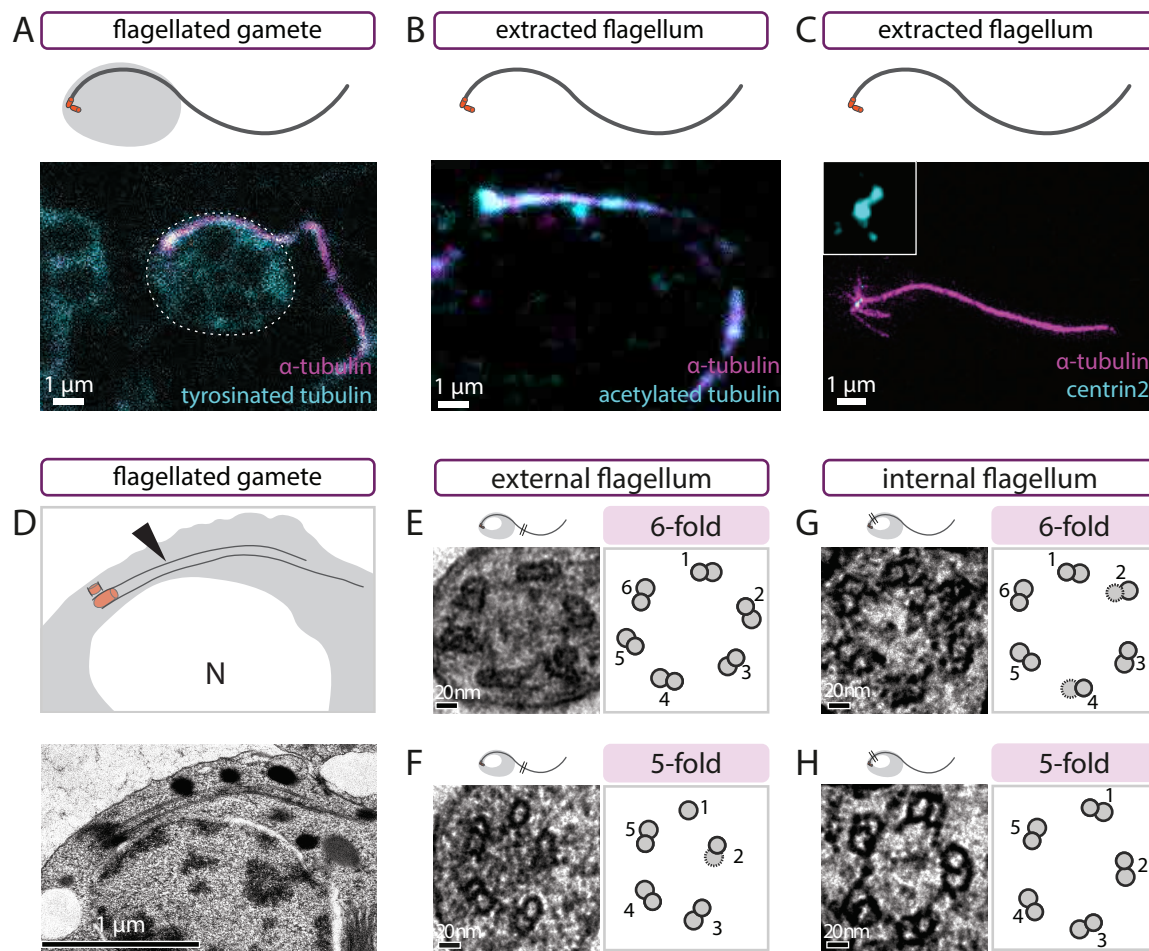 A
flagellated gamete
α-tubulin
tyrosinated tubulin
1 µm
B
extracted flagellum
α-tubulin
acetylated tubulin
1 µm
C
extracted flagellum
α-tubulin
centrin2
1 µm
flagellated gamete
D
N
1 µm
external flagellum
E
6-fold
20nm
1
2
3
4
5
6
F
5-fold
20nm
1
2
3
4
5
internal flagellum
G
6-fold
20nm
1
2
3
4
5
6
H
5-fold
20nm
1
2
3
4
5